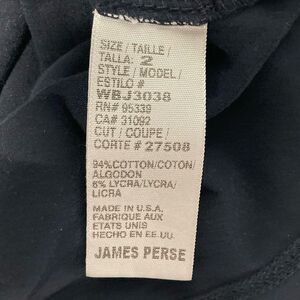 SIZE / TAILLE /
TALLA: 2
STYLE / MODEL /
ESTILO #
WBJ3038
RN# 95339
CA# 31092
CUT / COUPE /
CORTE # 27508
94%COTTON/COTON/
ALGODON
6% LYCRA/LYCRA/
LICRA
MADE IN U.S.A.
FABRIQUE AUX
ETATS UNIS
HECHO EN EE.UU.
JAMES PERSE